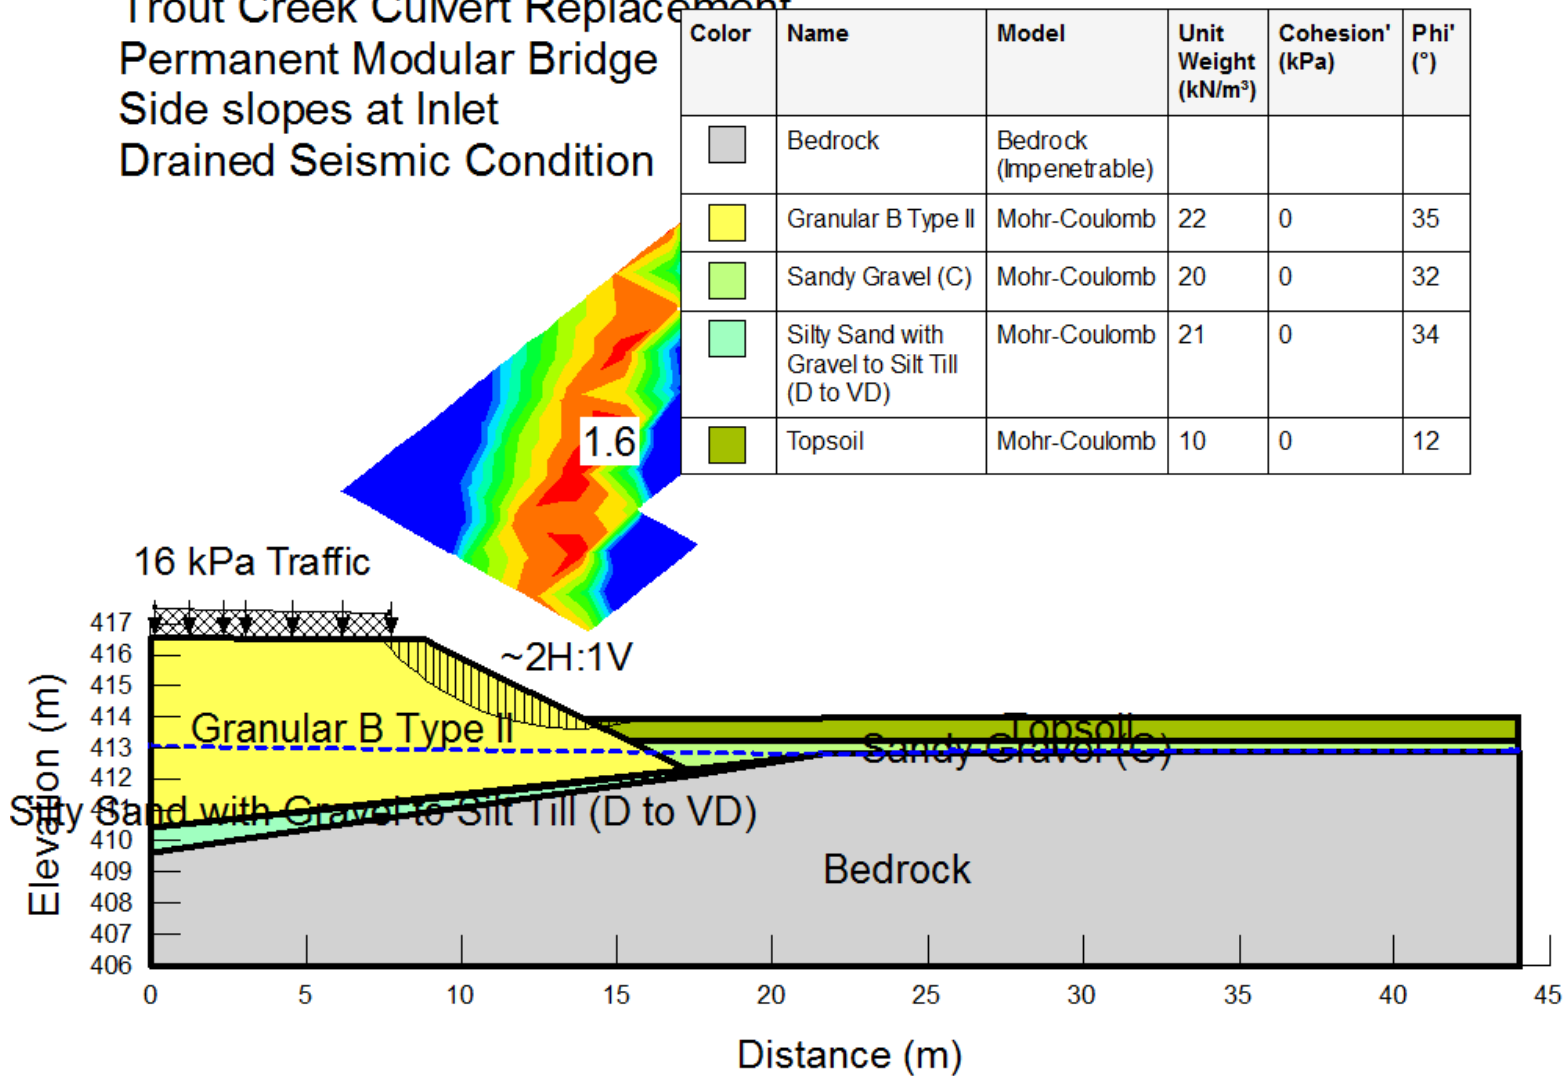 Trout Creek Culvert Replacement
Permanent Modular Bridge
Side slopes at Inlet
Drained Seismic Condition
Color Name Model Unit Weight (kN/m³) Cohesion' (kPa) Phi' (°)
Bedrock Bedrock (Impenetrable)
Granular B Type II Mohr-Coulomb 22 0 35
Sandy Gravel (C) Mohr-Coulomb 20 0 32
Silty Sand with Gravel to Silt Till (D to VD) Mohr-Coulomb 21 0 34
Topsoil Mohr-Coulomb 10 0 12
1.6
16 kPa Traffic
~2H:1V
417
416
415
414
413
412
411
410
409
408
407
406
Elevation (m)
Granular B Type II
Topsoil
Sandy Gravel (C)
Silty Sand with Gravel to Silt Till (D to VD)
Bedrock
0 5 10 15 20 25 30 35 40 45
Distance (m)